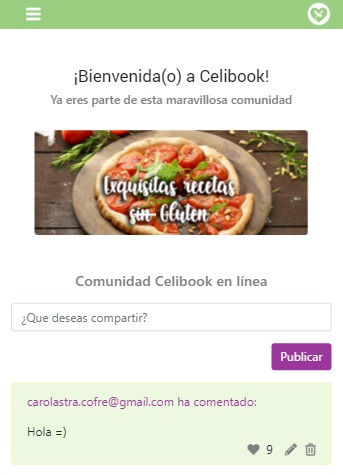 ¡Bienvenida(o) a Celibook!
Ya eres parte de esta maravillosa comunidad
Exquisitas recetas
sin Gluten
Comunidad Celibook en línea
¿Que deseas compartir?
Publicar
carolastra.cofre@gmail.com ha comentado:
Hola =)
9